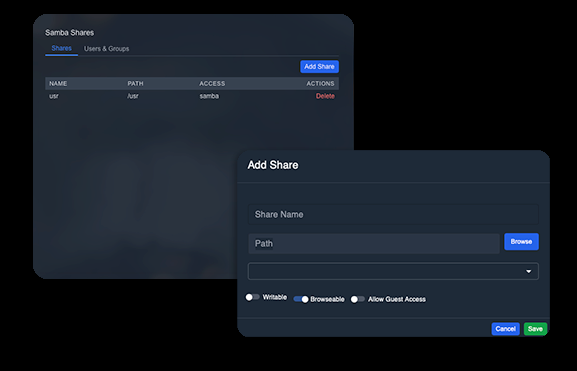 Samba Shares
Shares Users & Groups
Add Share
NAME PATH ACCESS ACTIONS
usr /usr samba Delete
Add Share
Share Name
Path Browse
Writable Browseable Allow Guest Access
Cancel Save